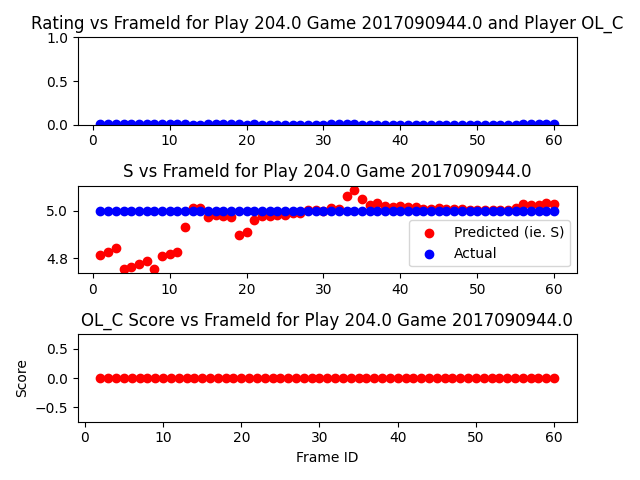 Rating vs FrameId for Play 204.0 Game 2017090944.0 and Player OL_C
1.0
0.5
0.0
0 10 20 30 40 50 60
S vs FrameId for Play 204.0 Game 2017090944.0
5.0
4.8
Predicted (ie. S)
Actual
0 10 20 30 40 50 60
OL_C Score vs FrameId for Play 204.0 Game 2017090944.0
Score
0.5
0.0
−0.5
0 10 20 30 40 50 60
Frame ID